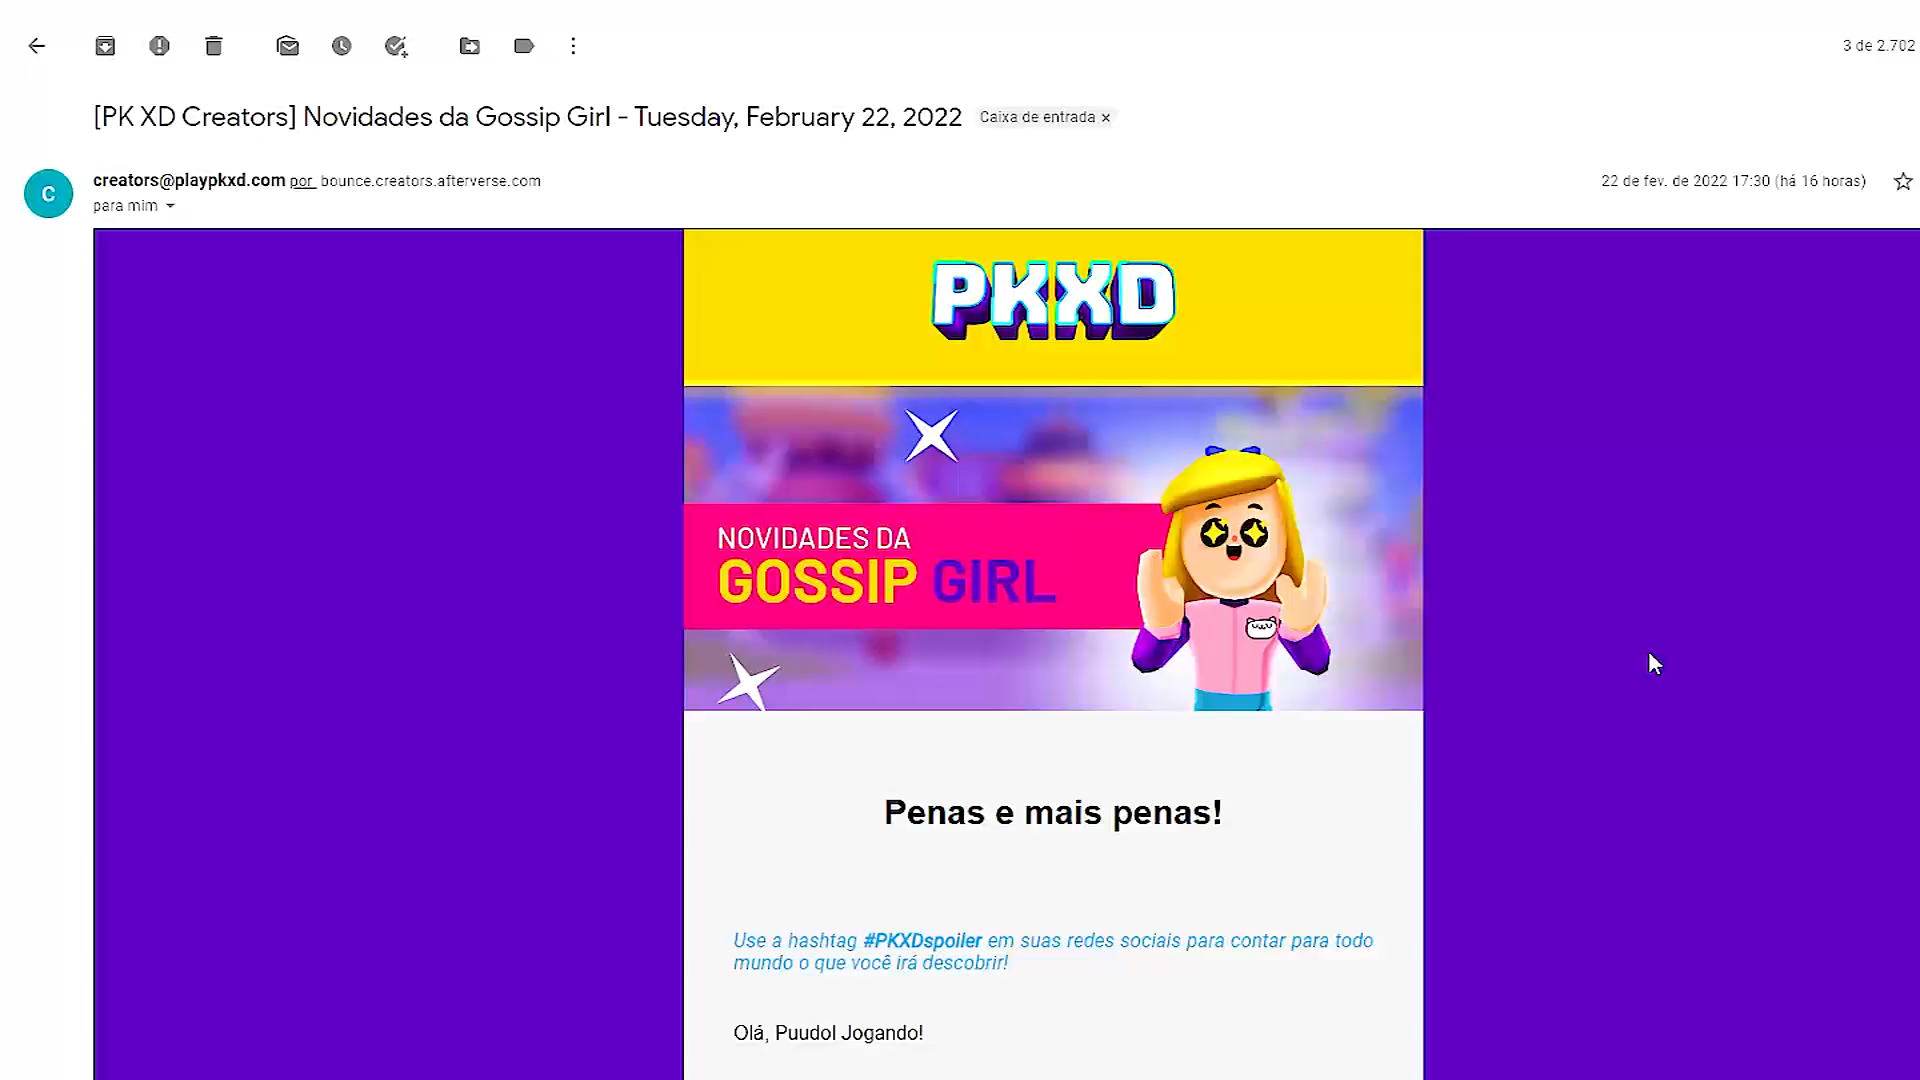 3 de 2.702
[PK XD Creators] Novidades da Gossip Girl - Tuesday, February 22, 2022 Caixa de entrada ×
C
creators@playpkxd.com por bounce.creators.afterverse.com
22 de fev. de 2022 17:30 (há 16 horas)
para mim
PKXD
NOVIDADES DA
GOSSIP GIRL
Penas e mais penas!
Use a hashtag #PKXDspoiler em suas redes sociais para contar para todo
mundo o que você irá descobrir!
Olá, Puudol Jogando!